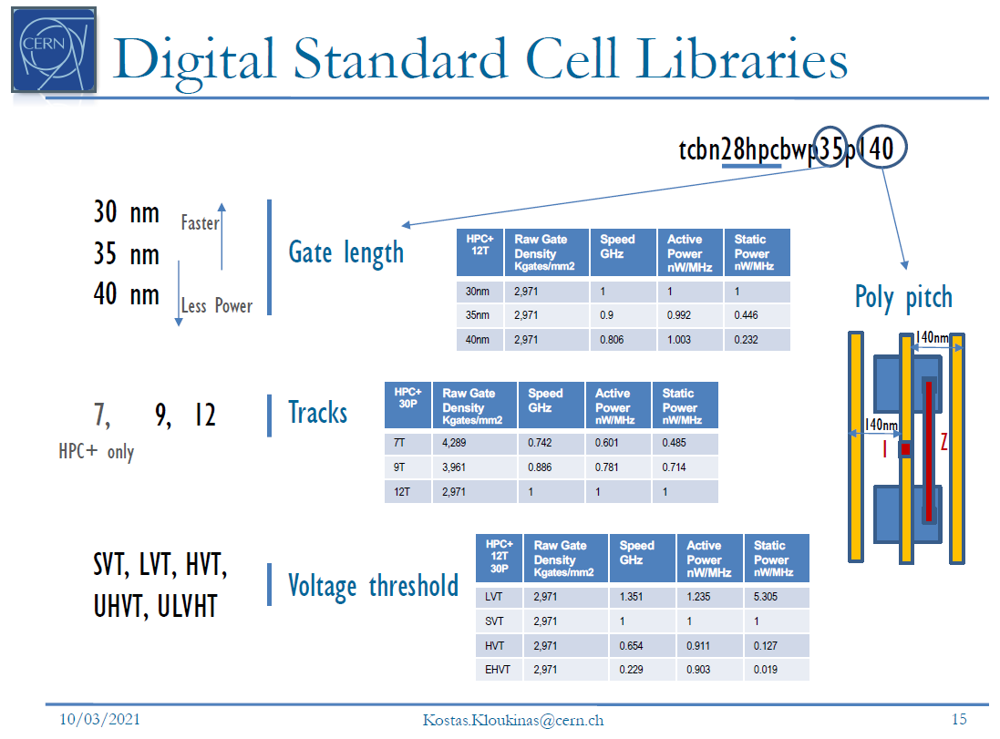 CERN
Digital Standard Cell Libraries
tcbn28hpcbwp35p140
30 nm
Faster
35 nm
40 nm
Less Power
Gate length
HPC+ 12T | Raw Gate Density Kgates/mm2 | Speed GHz | Active Power nW/MHz | Static Power nW/MHz
30nm | 2,971 | 1 | 1 | 1
35nm | 2,971 | 0.9 | 0.992 | 0.446
40nm | 2,971 | 0.806 | 1.003 | 0.232
Poly pitch
140nm
140nm
I
Z
7, 9, 12
HPC+ only
Tracks
HPC+ 30P | Raw Gate Density Kgates/mm2 | Speed GHz | Active Power nW/MHz | Static Power nW/MHz
7T | 4,289 | 0.742 | 0.601 | 0.485
9T | 3,961 | 0.886 | 0.781 | 0.714
12T | 2,971 | 1 | 1 | 1
SVT, LVT, HVT,
UHVT, ULVHT
Voltage threshold
HPC+ 12T 30P | Raw Gate Density Kgates/mm2 | Speed GHz | Active Power nW/MHz | Static Power nW/MHz
LVT | 2,971 | 1.351 | 1.235 | 5.305
SVT | 2,971 | 1 | 1 | 1
HVT | 2,971 | 0.654 | 0.911 | 0.127
EHVT | 2,971 | 0.229 | 0.903 | 0.019
10/03/2021
Kostas.Kloukinas@cern.ch
15